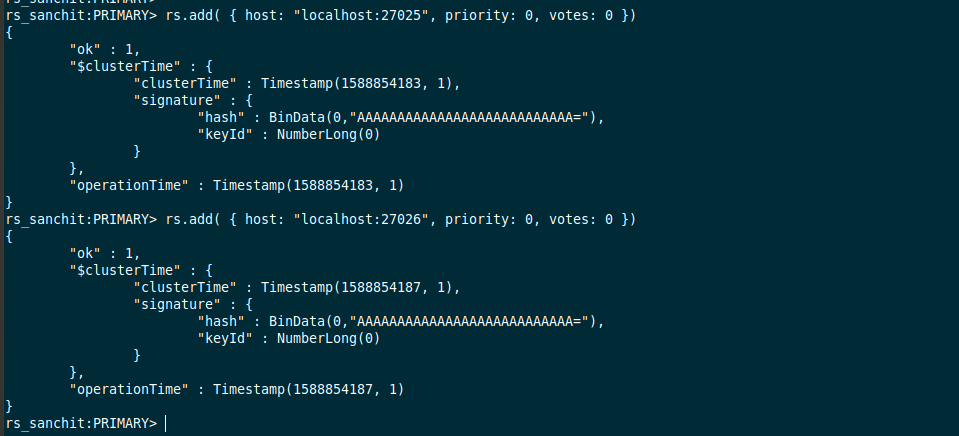 rs_sanchit:PRIMARY>
rs_sanchit:PRIMARY> rs.add( { host: "localhost:27025", priority: 0, votes: 0 })
{
        "ok" : 1,
        "$clusterTime" : {
                "clusterTime" : Timestamp(1588854183, 1),
                "signature" : {
                        "hash" : BinData(0,"AAAAAAAAAAAAAAAAAAAAAAAAAAA="),
                        "keyId" : NumberLong(0)
                }
        },
        "operationTime" : Timestamp(1588854183, 1)
}
rs_sanchit:PRIMARY> rs.add( { host: "localhost:27026", priority: 0, votes: 0 })
{
        "ok" : 1,
        "$clusterTime" : {
                "clusterTime" : Timestamp(1588854187, 1),
                "signature" : {
                        "hash" : BinData(0,"AAAAAAAAAAAAAAAAAAAAAAAAAAA="),
                        "keyId" : NumberLong(0)
                }
        },
        "operationTime" : Timestamp(1588854187, 1)
}
rs_sanchit:PRIMARY>